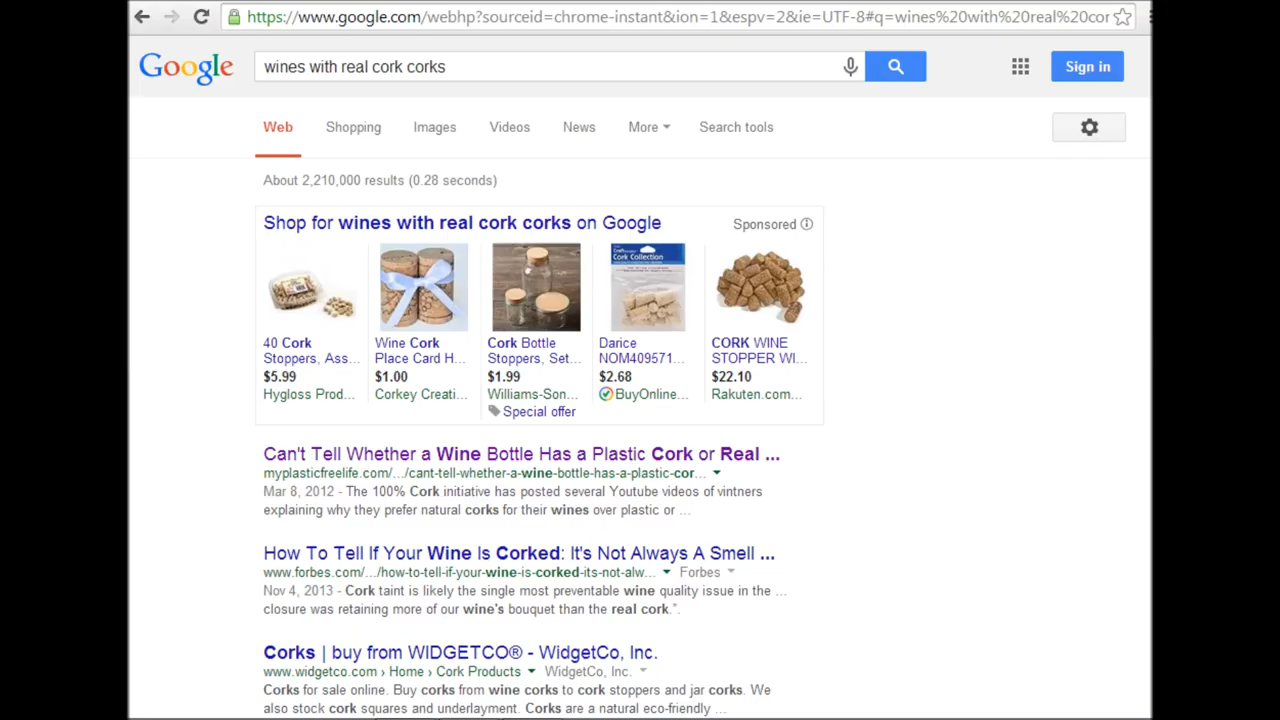 https://www.google.com/webhp?sourceid=chrome-instant&ion=1&espv=2&ie=UTF-8#q=wines%20with%20real%20cor
Google
wines with real cork corks
Sign in
Web Shopping Images Videos News More Search tools
About 2,210,000 results (0.28 seconds)
Shop for wines with real cork corks on Google Sponsored
Cork Collection
40 Cork Stoppers, Ass...
$5.99
Hygloss Prod...
Wine Cork Place Card H...
$1.00
Corkey Creati...
Cork Bottle Stoppers, Set...
$1.99
Williams-Son...
Special offer
Darice NOM409571...
$2.68
BuyOnline...
CORK WINE STOPPER WI...
$22.10
Rakuten.com...
Can't Tell Whether a Wine Bottle Has a Plastic Cork or Real ...
myplasticfreelife.com/.../cant-tell-whether-a-wine-bottle-has-a-plastic-cor...
Mar 8, 2012 - The 100% Cork initiative has posted several Youtube videos of vintners
explaining why they prefer natural corks for their wines over plastic or ...
How To Tell If Your Wine Is Corked: It's Not Always A Smell ...
www.forbes.com/.../how-to-tell-if-your-wine-is-corked-its-not-alw... Forbes
Nov 4, 2013 - Cork taint is likely the single most preventable wine quality issue in the ...
closure was retaining more of our wine's bouquet than the real cork.".
Corks | buy from WIDGETCO® - WidgetCo, Inc.
www.widgetco.com › Home › Cork Products WidgetCo, Inc.
Corks for sale online. Buy corks from wine corks to cork stoppers and jar corks. We
also stock cork squares and underlayment. Corks are a natural eco-friendly ...